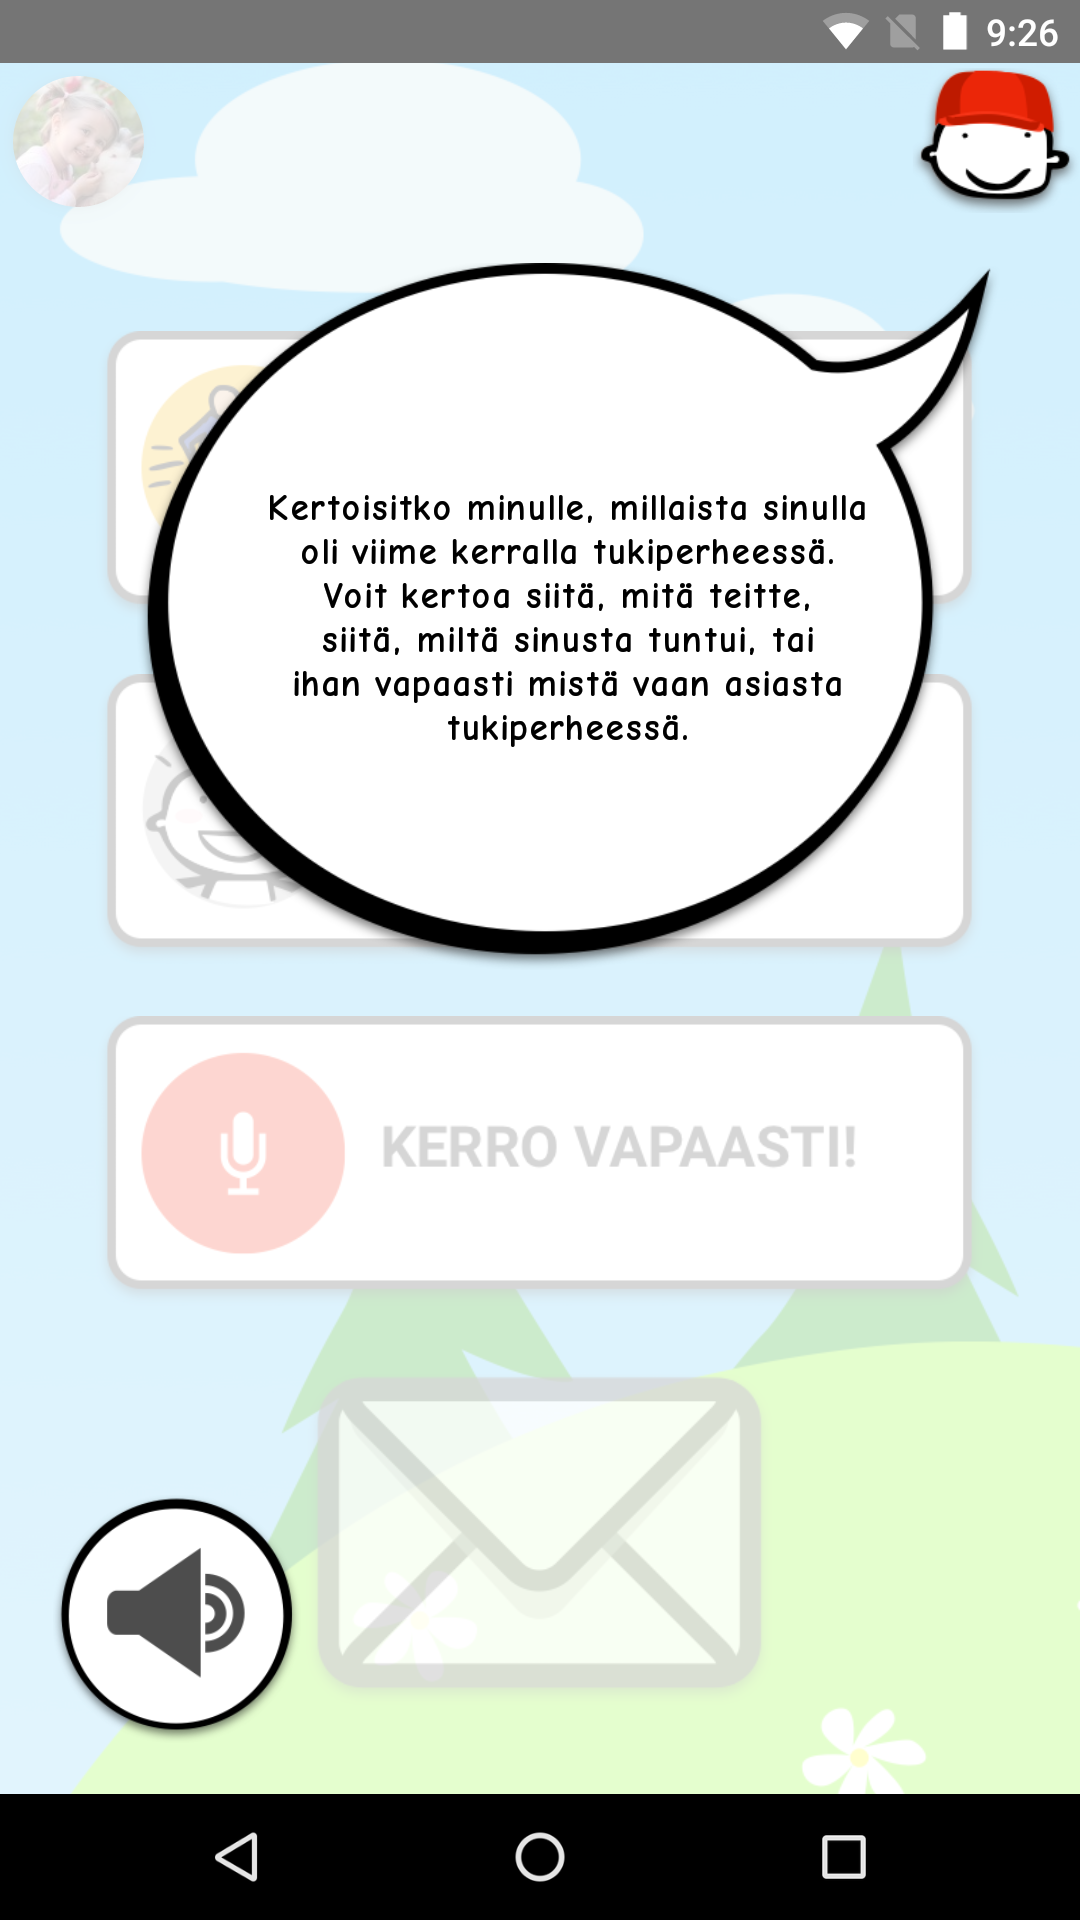 9:26
Kertoisitko minulle, millaista sinulla
oli viime kerralla tukiperheessä.
Voit kertoa siitä, mitä teitte,
siitä, miltä sinusta tuntui, tai
ihan vapaasti mistä vaan asiasta
tukiperheessä.
KERRO VAPAASTI!